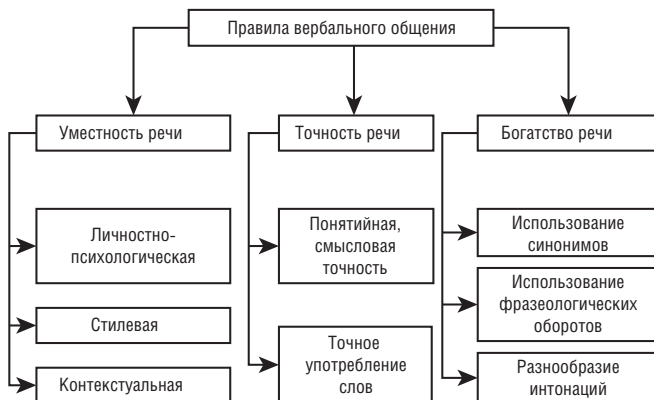 Правила вербального общения
Уместность речи
Точность речи
Богатство речи
Личностно-
психологическая
Стилевая
Контекстуальная
Понятийная,
смысловая
точность
Точное
употребление
слов
Использование
синонимов
Использование
фразеологических
оборотов
Разнообразие
интонаций